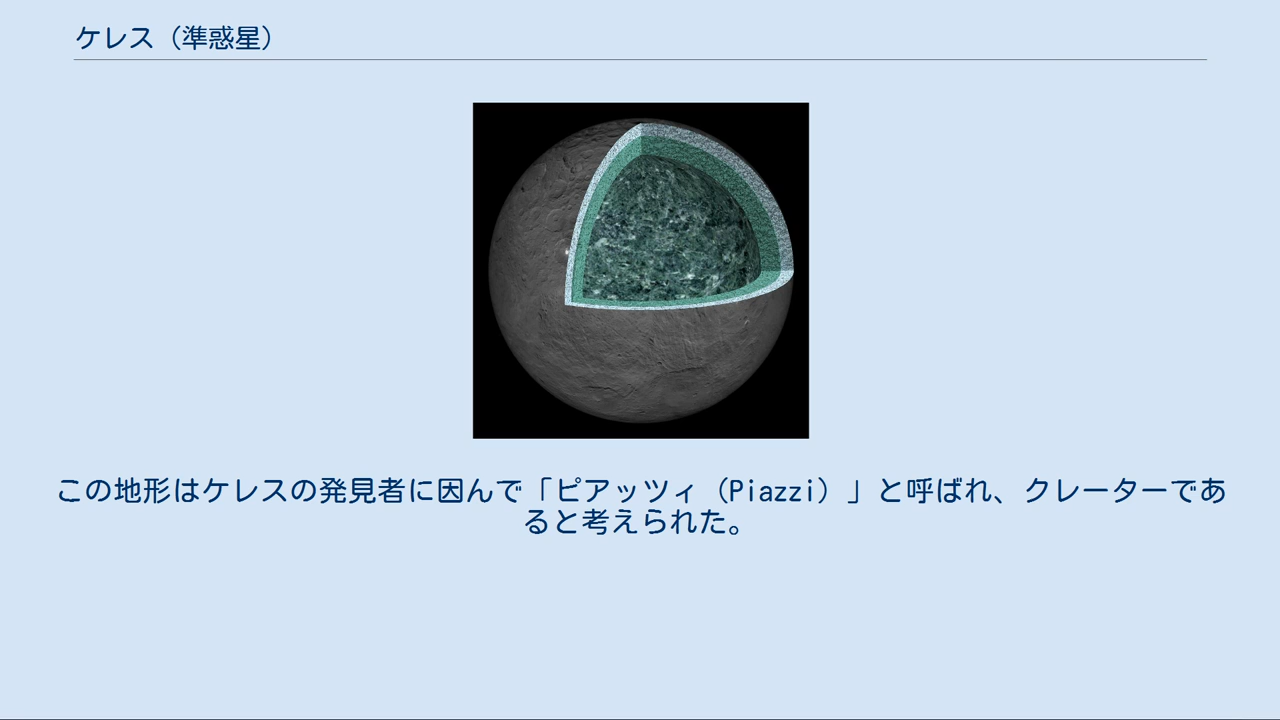 ケレス（準惑星）
この地形はケレスの発見者に因んで「ピアッツィ（Piazzi）」と呼ばれ、クレーターであ
ると考えられた。